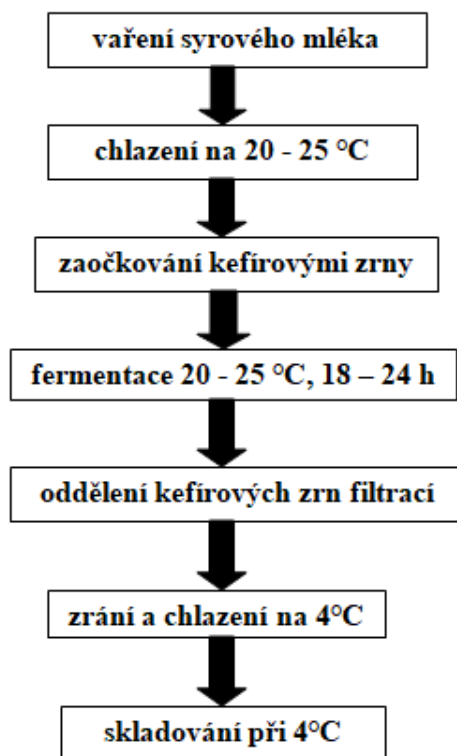 vaření syrového mléka
chlazení na 20 - 25 °C
zaočkování kefírovými zrny
fermentace 20 - 25 °C, 18 – 24 h
oddělení kefírových zrn filtrací
zrání a chlazení na 4°C
skladování při 4°C